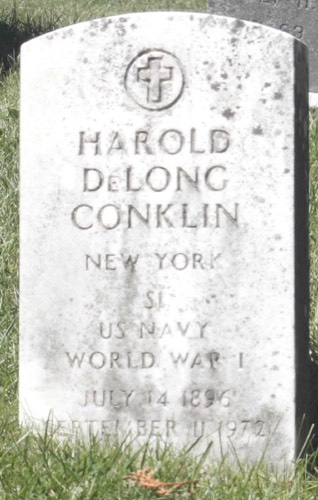 HAROLD
DeLONG
CONKLIN
NEW YORK
S1
US NAVY
WORLD WAR I
JULY 14 1896
SEPTEMBER 11 1972